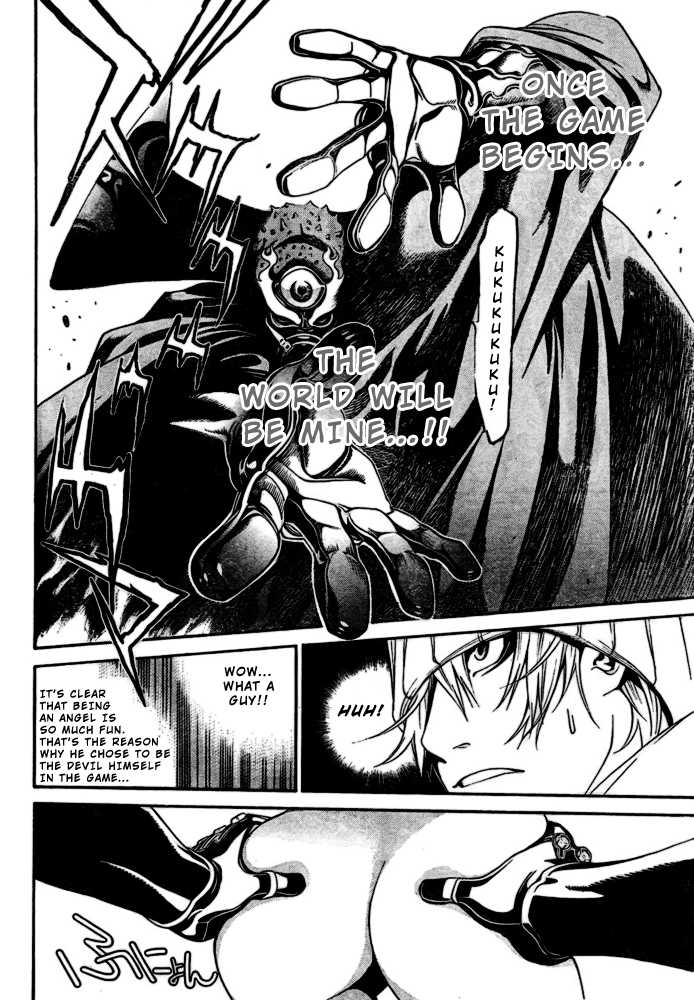 ONCE
THE GAME
BEGINS...
KUKUKUKUKU!
THE
WORLD WILL
BE MINE...!!
WOW...
WHAT A
GUY!!
IT'S CLEAR
THAT BEING
AN ANGEL IS
SO MUCH FUN.
THAT'S THE REASON
WHY HE CHOSE TO BE
THE DEVIL HIMSELF
IN THE GAME...
HUH!